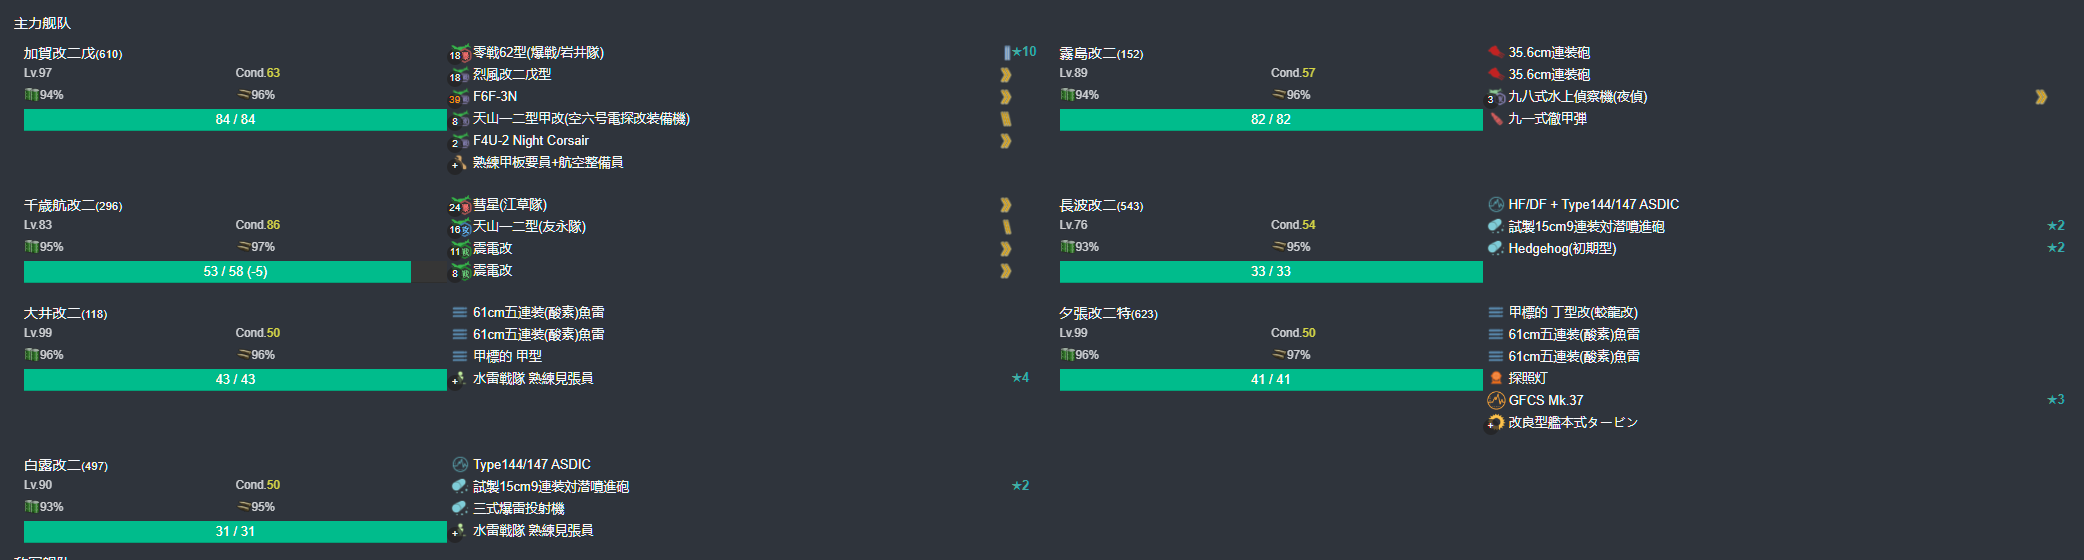 主力舰队
加賀改二戊(610)
Lv.97 Cond.63
94% 96%
84 / 84
18 零戦62型(爆戦/岩井隊) ★10
18 烈風改二戊型
39 F6F-3N
8 天山一二型甲改(空六号電探改装備機)
2 F4U-2 Night Corsair
+ 熟練甲板要員+航空整備員
霧島改二(152)
Lv.89 Cond.57
94% 96%
82 / 82
35.6cm連装砲
35.6cm連装砲
3 九八式水上偵察機(夜偵)
九一式徹甲弾
千歳航改二(296)
Lv.83 Cond.86
95% 97%
53 / 58 (-5)
24 彗星(江草隊)
16 天山一二型(友永隊)
11 震電改
8 震電改
長波改二(543)
Lv.76 Cond.54
93% 95%
33 / 33
HF/DF + Type144/147 ASDIC
試製15cm9連装対潜噴進砲 ★2
Hedgehog(初期型) ★2
大井改二(118)
Lv.99 Cond.50
96% 96%
43 / 43
61cm五連装(酸素)魚雷
61cm五連装(酸素)魚雷
甲標的 甲型
+ 水雷戦隊 熟練見張員 ★4
夕張改二特(623)
Lv.99 Cond.50
96% 97%
41 / 41
甲標的 丁型改(蛟龍改)
61cm五連装(酸素)魚雷
61cm五連装(酸素)魚雷
探照灯
GFCS Mk.37 ★3
+ 改良型艦本式タービン
白露改二(497)
Lv.90 Cond.50
93% 95%
31 / 31
Type144/147 ASDIC
試製15cm9連装対潜噴進砲 ★2
三式爆雷投射機
+ 水雷戦隊 熟練見張員